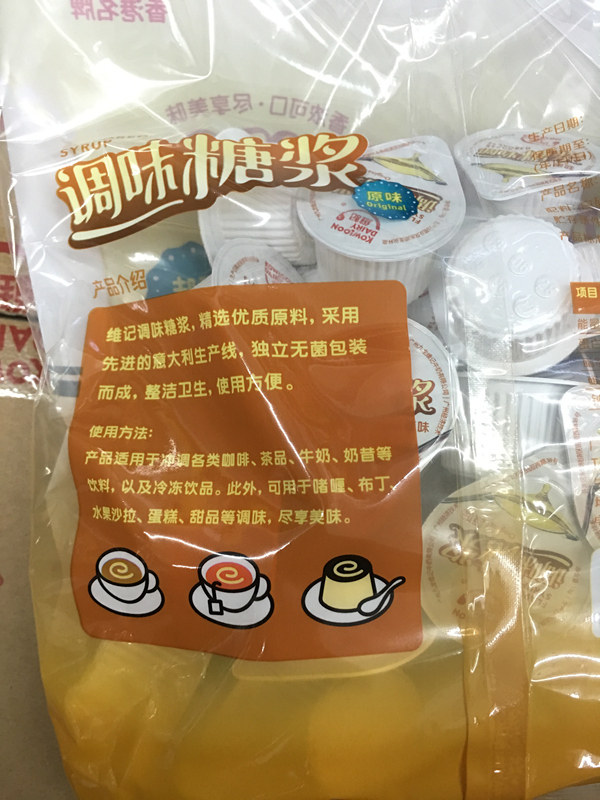 香港名牌
香浓可口·尽享美味
SYRUP
调味糖浆
原味
Original
KOWLOON
DAIRY
维记
生产日期:
产品介绍
项目
维记调味糖浆，精选优质原料，采用
先进的意大利生产线，独立无菌包装
而成，整洁卫生，使用方便。
使用方法:
产品适用于冲调各类咖啡、茶品、牛奶、奶昔等
饮料，以及冷冻饮品。此外，可用于啫喱、布丁、
水果沙拉、蛋糕、甜品等调味，尽享美味。